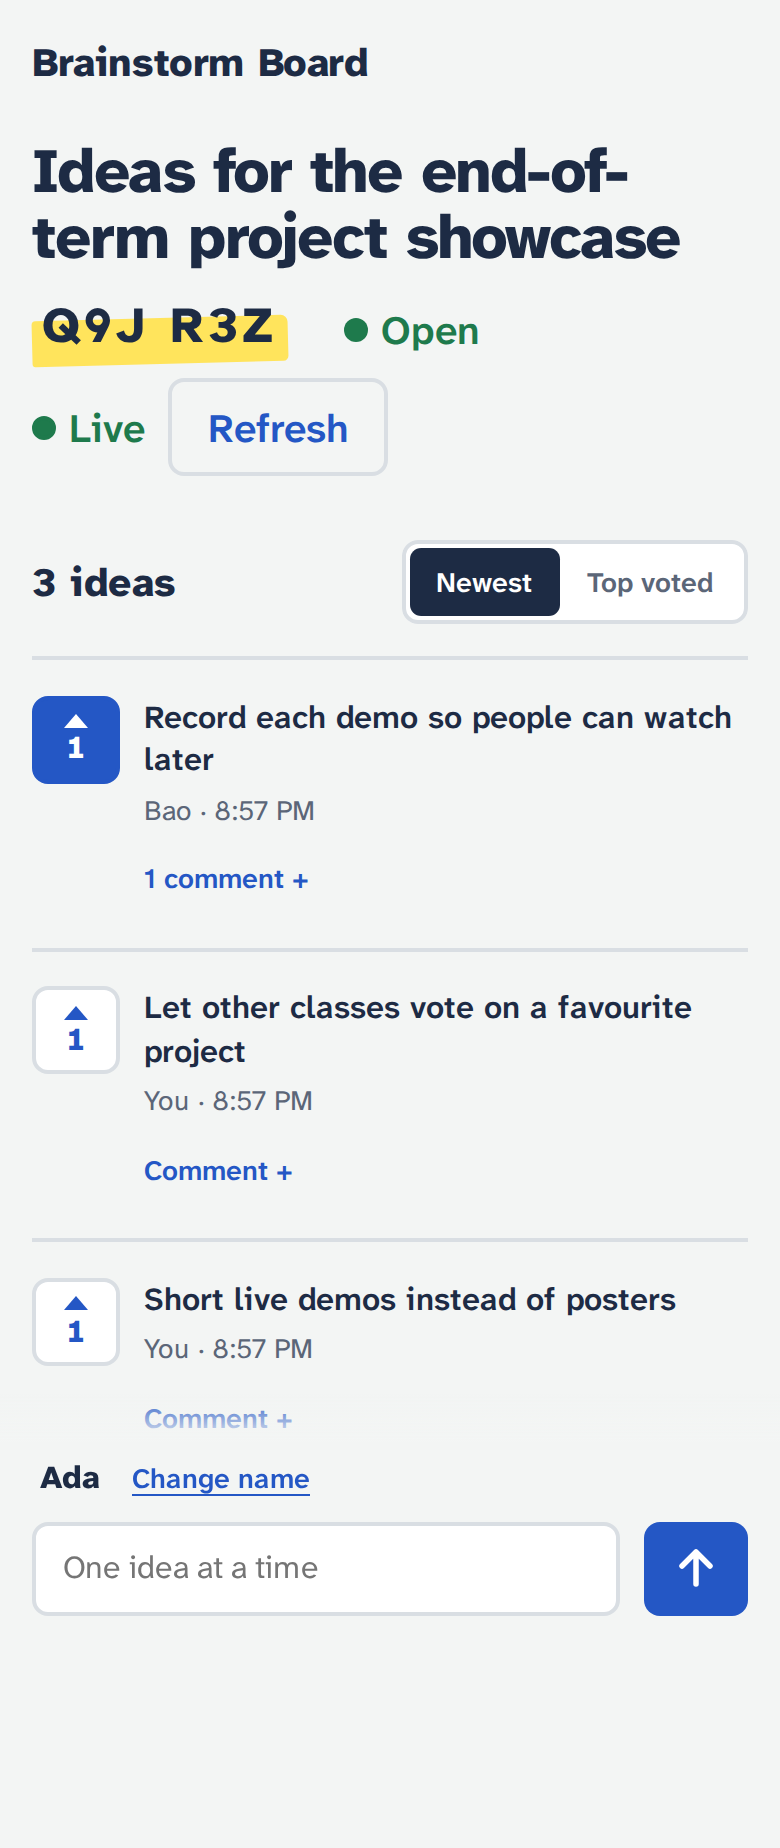 Brainstorm Board
Ideas for the end-of-
term project showcase
Q9J R3Z
Open
Live
Refresh
3 ideas
Newest
Top voted
1
Record each demo so people can watch
later
Bao · 8:57 PM
1 comment +
1
Let other classes vote on a favourite
project
You · 8:57 PM
Comment +
1
Short live demos instead of posters
You · 8:57 PM
Comment +
Ada
Change name
One idea at a time